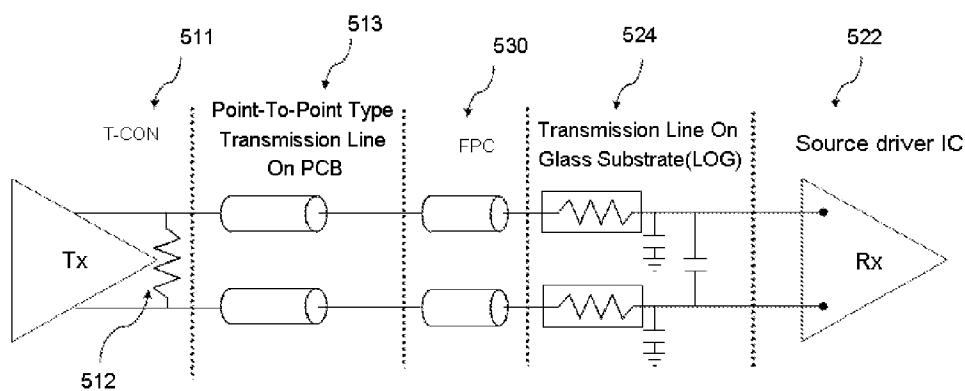 511
513
530
524
522
T-CON
Point-To-Point Type
Transmission Line
On PCB
FPC
Transmission Line On
Glass Substrate(LOG)
Source driver IC
Tx
Rx
512